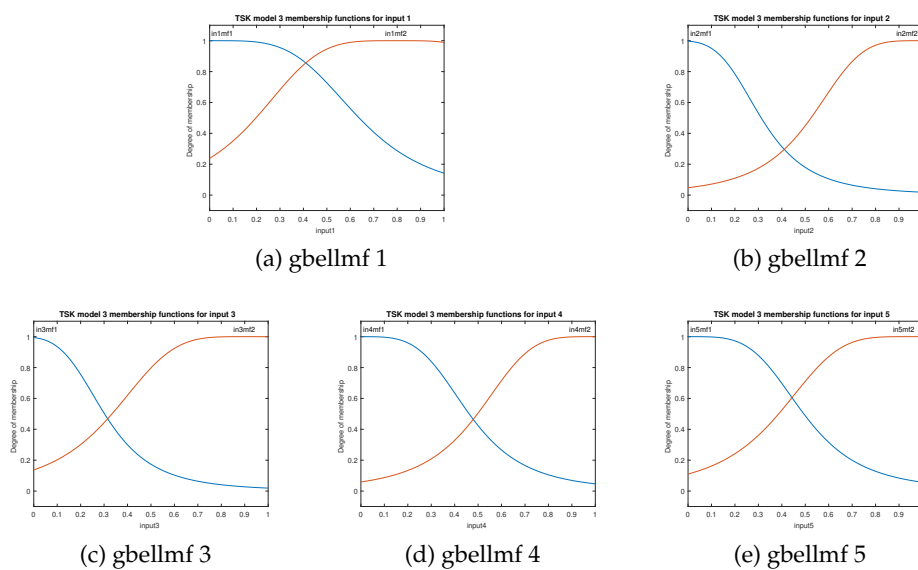 TSK model 3 membership functions for input 1
in1mf1 in1mf2
1
0.8
0.6
0.4
0.2
0
Degree of membership
0 0.1 0.2 0.3 0.4 0.5 0.6 0.7 0.8 0.9 1
input1
(a) gbellmf 1
TSK model 3 membership functions for input 2
in2mf1 in2mf2
1
0.8
0.6
0.4
0.2
0
Degree of membership
0 0.1 0.2 0.3 0.4 0.5 0.6 0.7 0.8 0.9
input2
(b) gbellmf 2
TSK model 3 membership functions for input 3
in3mf1 in3mf2
1
0.8
0.6
0.4
0.2
0
Degree of membership
0 0.1 0.2 0.3 0.4 0.5 0.6 0.7 0.8 0.9 1
input3
(c) gbellmf 3
TSK model 3 membership functions for input 4
in4mf1 in4mf2
1
0.8
0.6
0.4
0.2
0
Degree of membership
0 0.1 0.2 0.3 0.4 0.5 0.6 0.7 0.8 0.9 1
input4
(d) gbellmf 4
TSK model 3 membership functions for input 5
in5mf1 in5mf2
1
0.8
0.6
0.4
0.2
0
Degree of membership
0 0.1 0.2 0.3 0.4 0.5 0.6 0.7 0.8 0.9
input5
(e) gbellmf 5